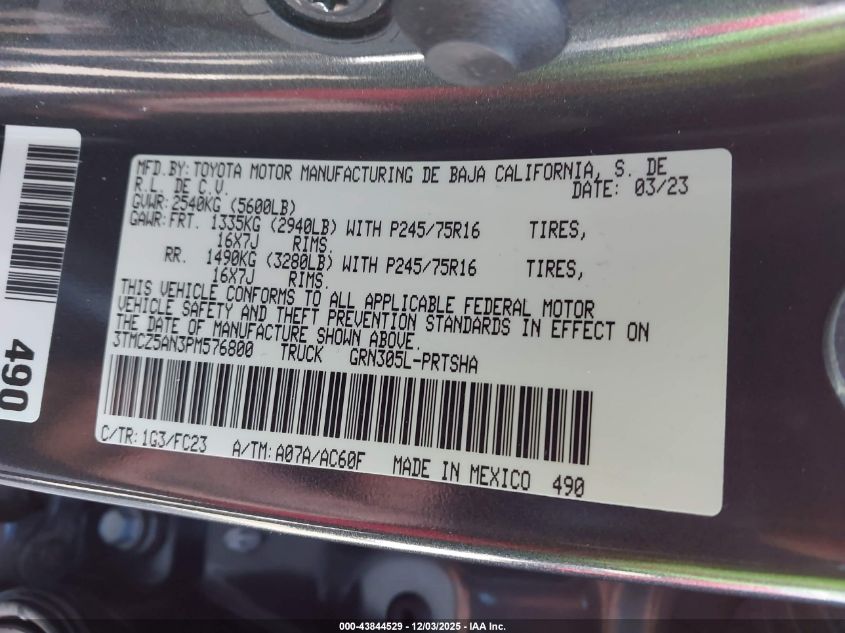 MFD.BY: TOYOTA MOTOR MANUFACTURING DE BAJA CALIFORNIA, S. DE
R.L. DE C.V. DATE: 03/23
GVWR: 2540KG (5600LB)
GAWR: FRT. 1335KG (2940LB) WITH P245/75R16 TIRES,
16X7J RIMS.
RR. 1490KG (3280LB) WITH P245/75R16 TIRES,
16X7J RIMS.
THIS VEHICLE CONFORMS TO ALL APPLICABLE FEDERAL MOTOR
VEHICLE SAFETY AND THEFT PREVENTION STANDARDS IN EFFECT ON
THE DATE OF MANUFACTURE SHOWN ABOVE.
3TMCZ5AN3PM576800 TRUCK GRN305L-PRTSHA
C/TR: 1G3/FC23 A/TM: A07A/AC60F MADE IN MEXICO 490
490
000-43844529 - 12/03/2025 - IAA Inc.